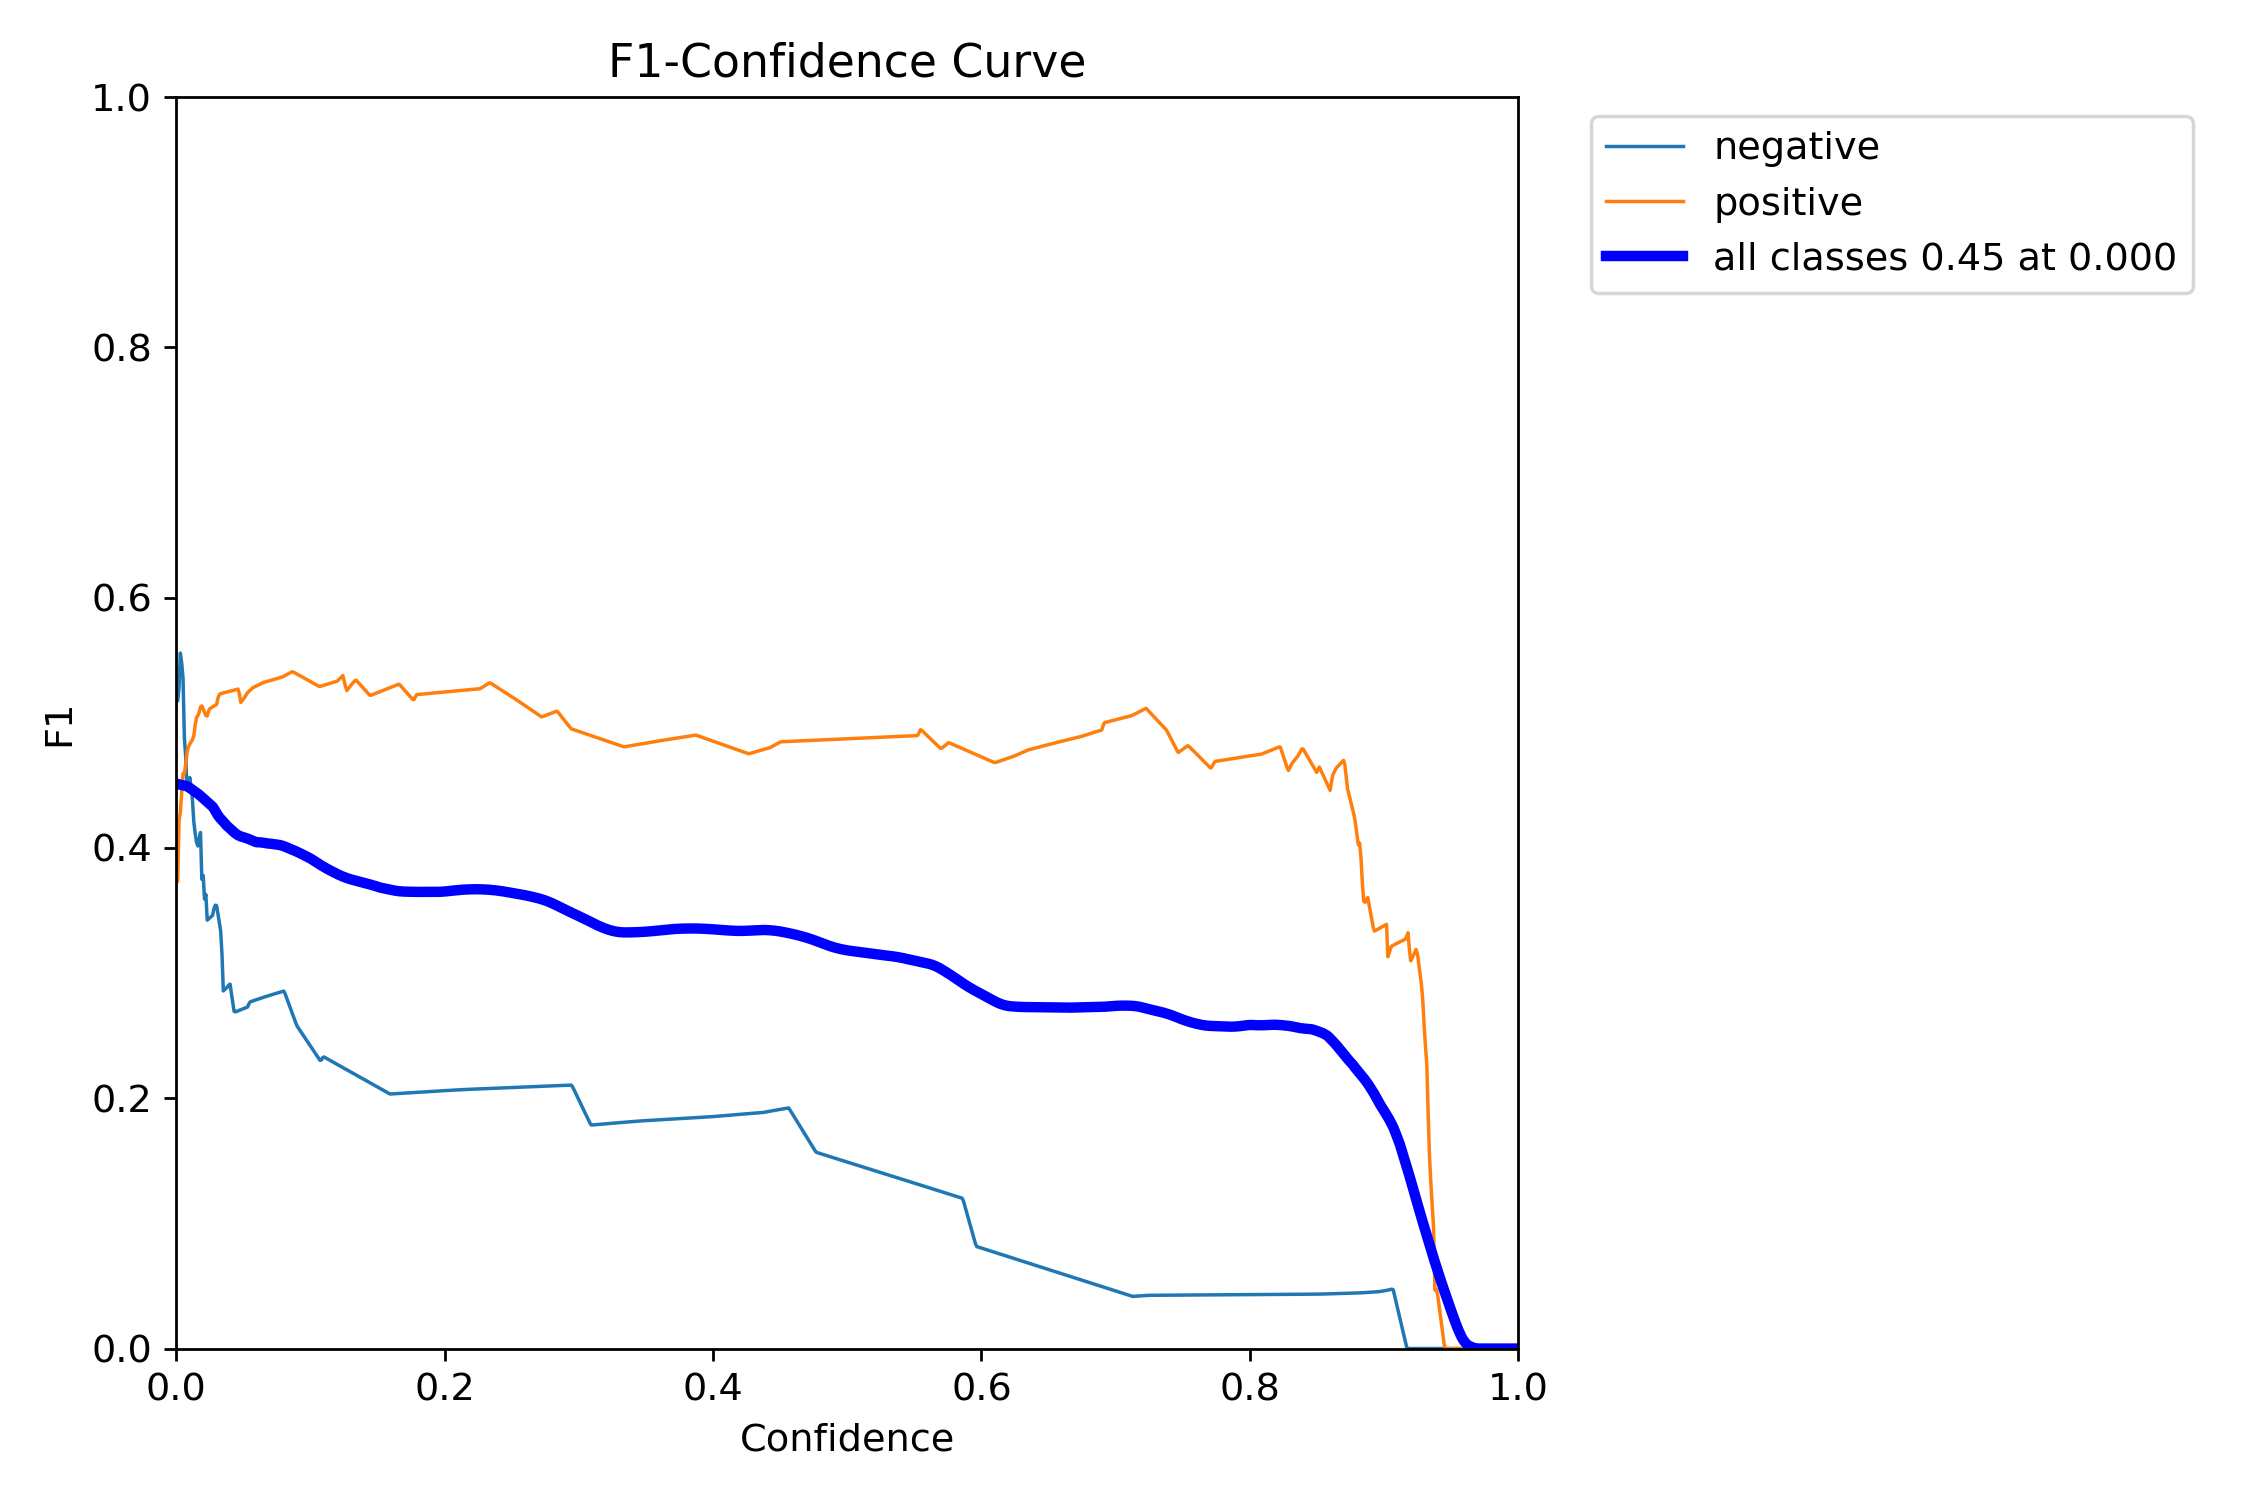 F1-Confidence Curve
negative
positive
all classes 0.45 at 0.000
1.0
0.8
0.6
0.4
0.2
0.0
F1
0.0 0.2 0.4 0.6 0.8 1.0
Confidence